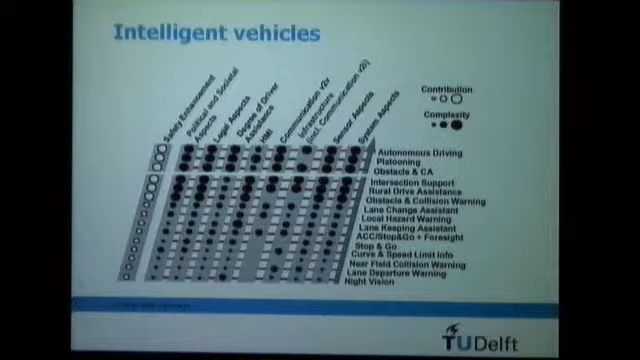 Intelligent vehicles
Safety Enhancement
Political and Societal
Aspects
Legal Aspects
Degree of Driver
Assistance
HMI
Communication v2v
Infrastructure
(incl. Communication v2i)
Sensor Aspects
System Aspects
Contribution
Complexity
Autonomous Driving
Platooning
Obstacle & CA
Intersection Support
Rural Drive Assistance
Obstacle & Collision Warning
Lane Change Assistant
Local Hazard Warning
Lane Keeping Assistant
ACC/Stop&Go + Foresight
Stop & Go
Curve & Speed Limit Info
Near Field Collision Warning
Lane Departure Warning
Night Vision
TUDelft